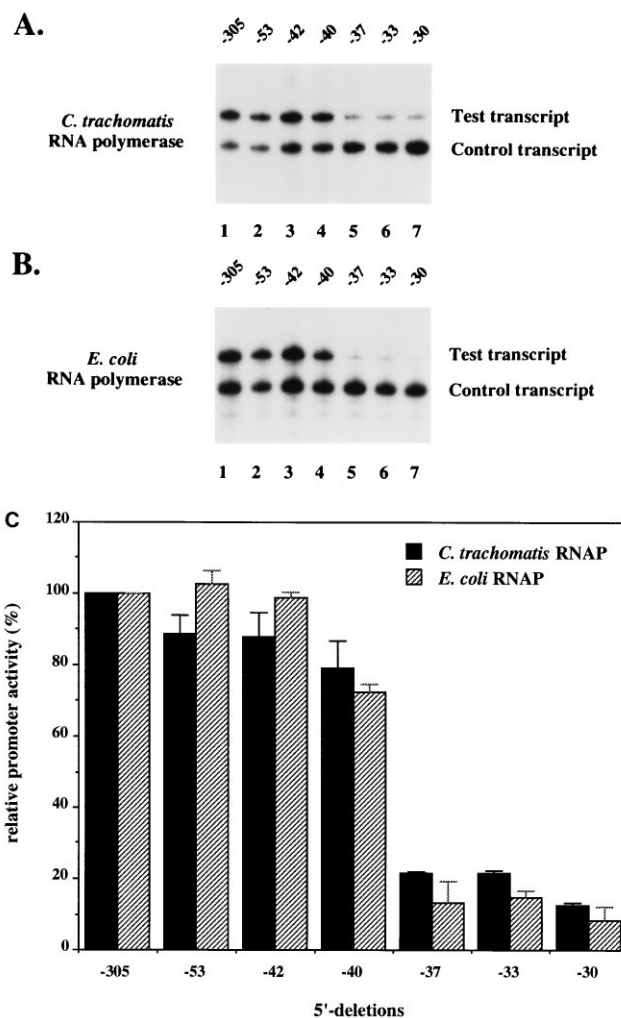 A.
-305 -53 -42 -40 -37 -33 -30
C. trachomatis
RNA polymerase
Test transcript
Control transcript
1 2 3 4 5 6 7
B.
-305 -53 -42 -40 -37 -33 -30
E. coli
RNA polymerase
Test transcript
Control transcript
1 2 3 4 5 6 7
C
relative promoter activity (%)
120
100
80
60
40
20
0
C. trachomatis RNAP
E. coli RNAP
-305 -53 -42 -40 -37 -33 -30
5'-deletions